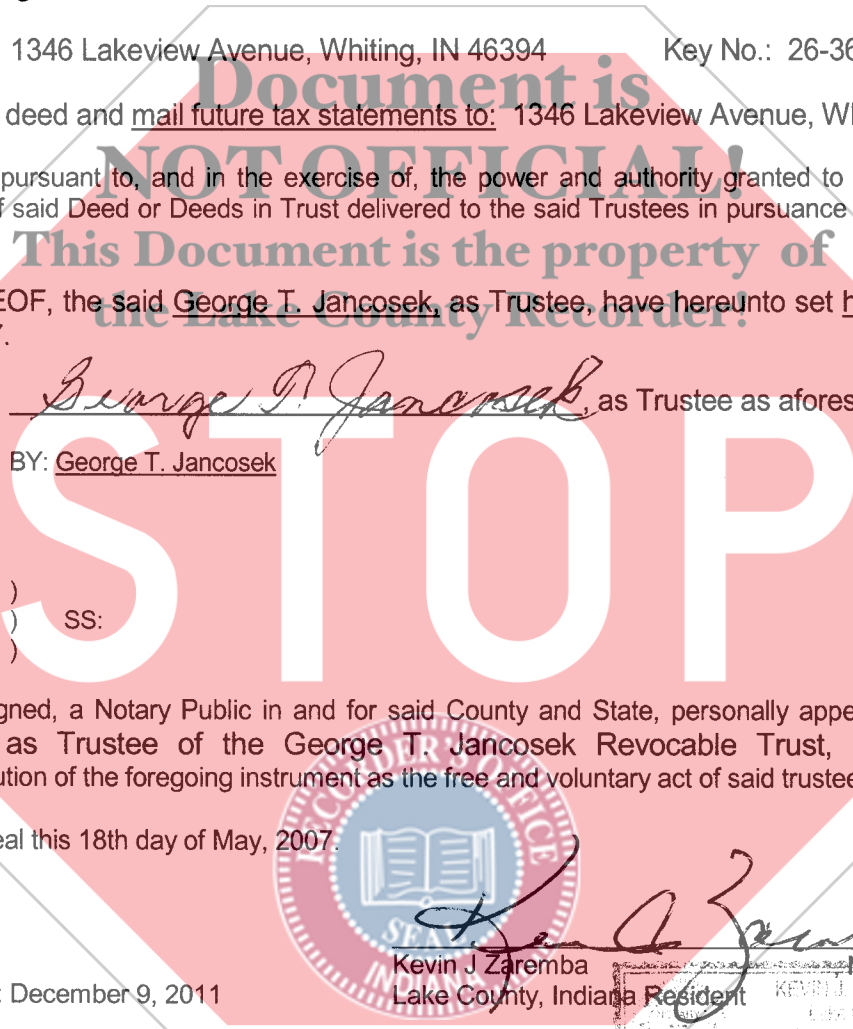 1346 Lakeview Avenue, Whiting, IN 46394 Key No.: 26-36
Document is
deed and mail future tax statements to: 1346 Lakeview Avenue,
NOT OFFICIAL!
pursuant to, and in the exercise of, the power and authority granted to
said Deed or Deeds in Trust delivered to the said Trustees in pursuance
This Document is the property of
EOF, the said George T. Jancosek, as Trustee, have hereunto set
the Lake County Recorder!
George T. Jancosek, as Trustee as afores
BY: George T. Jancosek
STOP
)
) SS:
)
gned, a Notary Public in and for said County and State, personally appe
as Trustee of the George T. Jancosek Revocable Trust,
ution of the foregoing instrument as the free and voluntary act of said trustee
eal this 18th day of May, 2007.
RECORDER'S OFFICE
SEAL
INDIANA
Kevin J Zaremba
: December 9, 2011 Lake County, Indiana Resident
KEVIN J.